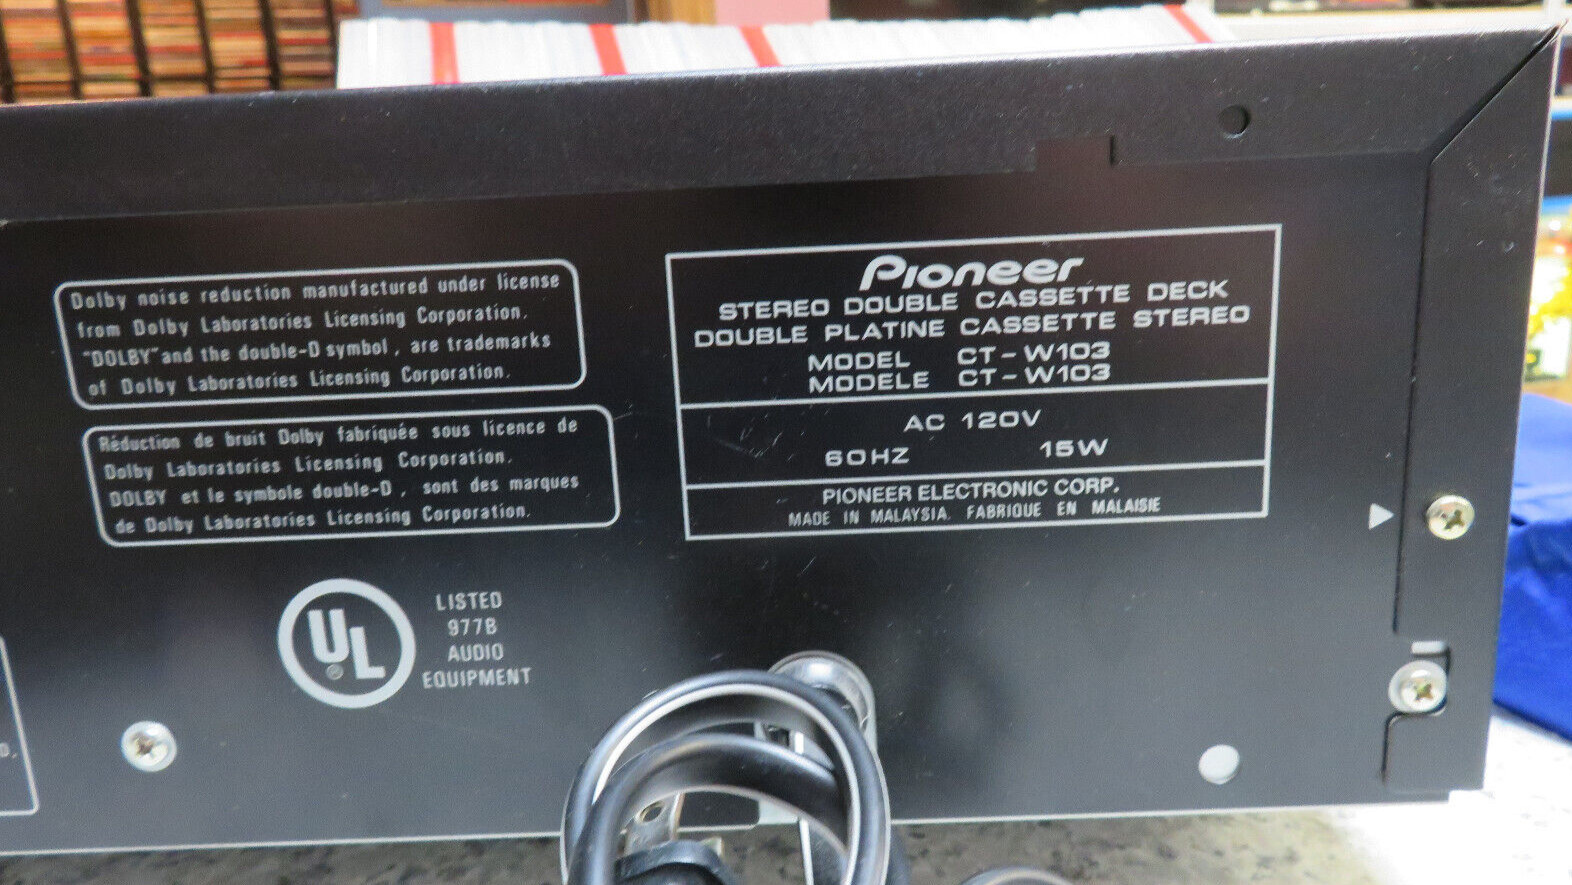 Dolby noise reduction manufactured under license
from Dolby Laboratories Licensing Corporation.
"DOLBY" and the double-D symbol, are trademarks
of Dolby Laboratories Licensing Corporation.
Réduction de bruit Dolby fabriquée sous licence de
Dolby Laboratories Licensing Corporation.
DOLBY et le symbole double-D, sont des marques
de Dolby Laboratories Licensing Corporation.
Pioneer
STEREO DOUBLE CASSETTE DECK
DOUBLE PLATINE CASSETTE STEREO
MODEL CT-W103
MODELE CT-W103
AC 120V
60HZ 15W
PIONEER ELECTRONIC CORP.
MADE IN MALAYSIA. FABRIQUE EN MALAISIE
UL
®
LISTED
977B
AUDIO
EQUIPMENT